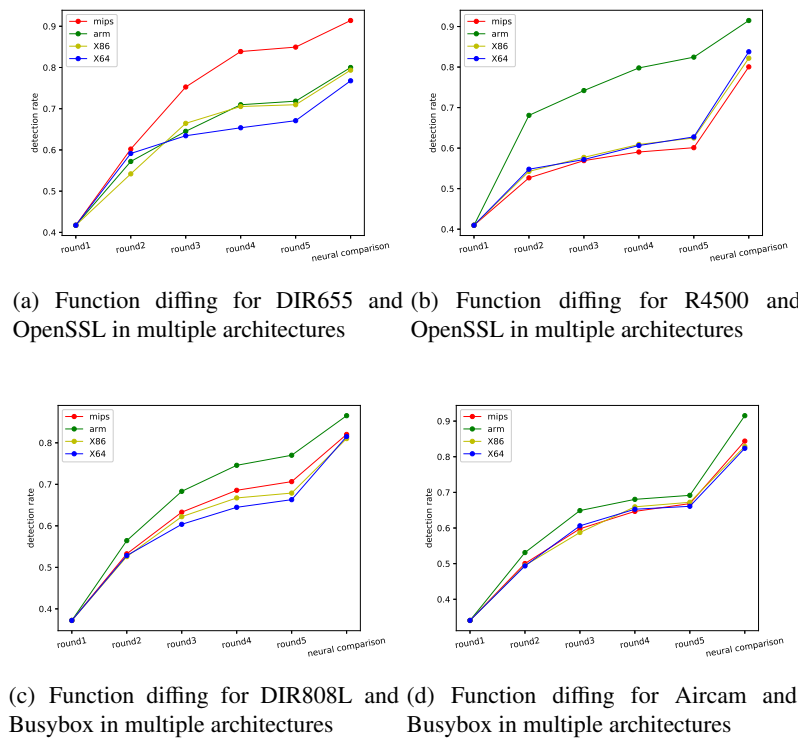 mips
arm
X86
X64
detection rate
0.9
0.8
0.7
0.6
0.5
0.4
round1
round2
round3
round4
round5
neural comparison
(a) Function diffing for DIR655 and
OpenSSL in multiple architectures
mips
arm
X86
X64
detection rate
0.9
0.8
0.7
0.6
0.5
0.4
round1
round2
round3
round4
round5
neural comparison
(b) Function diffing for R4500 and
OpenSSL in multiple architectures
mips
arm
X86
X64
detection rate
0.8
0.7
0.6
0.5
0.4
round1
round2
round3
round4
round5
neural comparison
(c) Function diffing for DIR808L and
Busybox in multiple architectures
mips
arm
X86
X64
detection rate
0.9
0.8
0.7
0.6
0.5
0.4
round1
round2
round3
round4
round5
neural comparison
(d) Function diffing for Aircam and
Busybox in multiple architectures